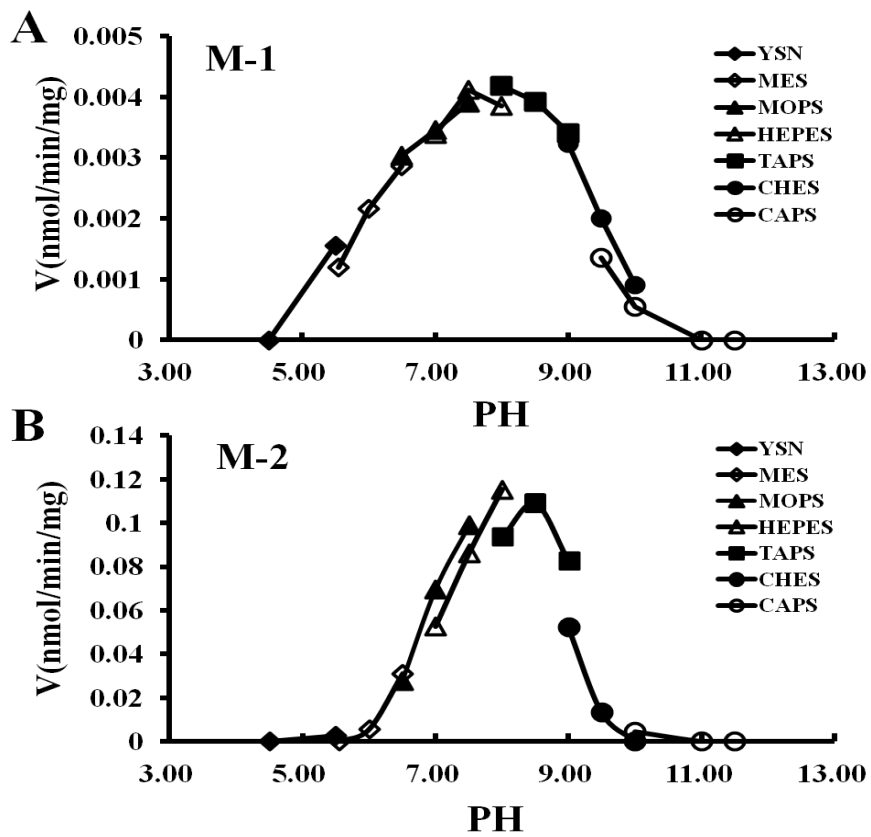 A
M-1
V(nmol/min/mg)
0.005
0.004
0.003
0.002
0.001
0
3.00 5.00 7.00 9.00 11.00 13.00
PH
YSN
MES
MOPS
HEPES
TAPS
CHES
CAPS
B
M-2
V(nmol/min/mg)
0.14
0.12
0.1
0.08
0.06
0.04
0.02
0
3.00 5.00 7.00 9.00 11.00 13.00
PH
YSN
MES
MOPS
HEPES
TAPS
CHES
CAPS